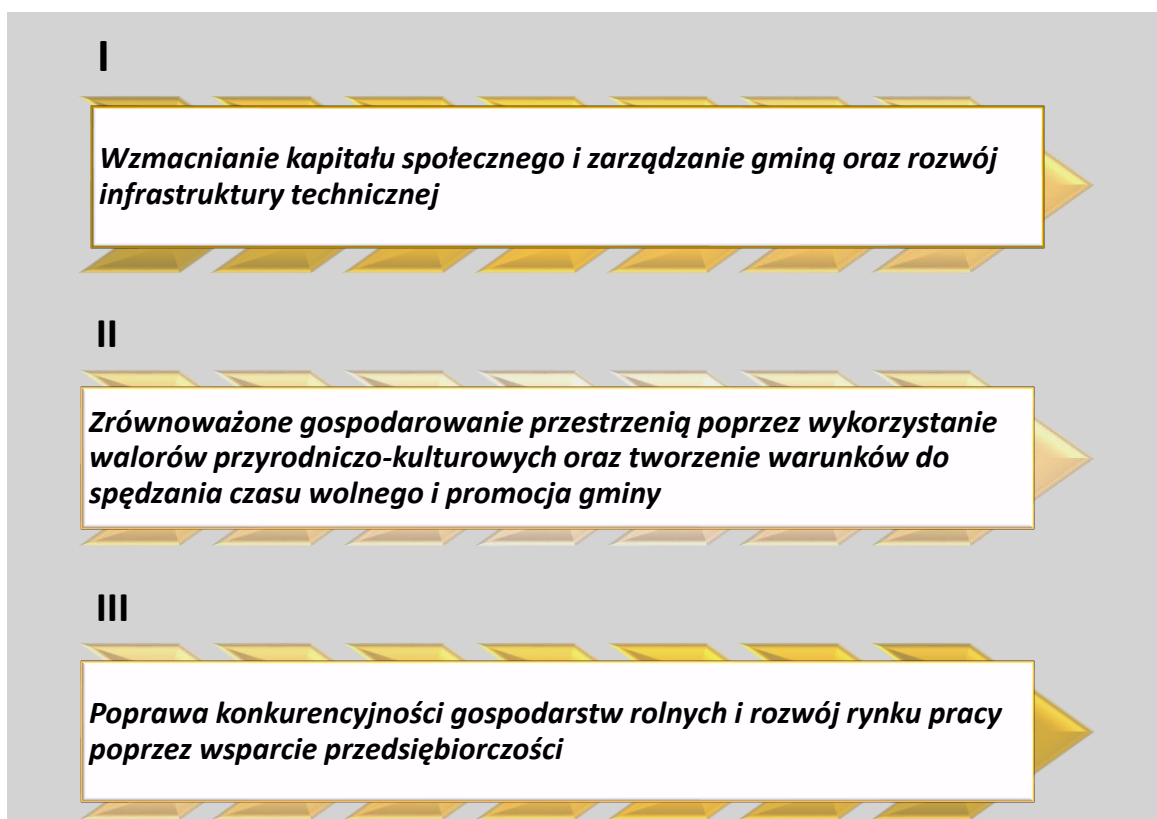 I
Wzmacnianie kapitału społecznego i zarządzanie gminą oraz rozwój
infrastruktury technicznej
II
Zrównoważone gospodarowanie przestrzenią poprzez wykorzystanie
walorów przyrodniczo-kulturowych oraz tworzenie warunków do
spędzania czasu wolnego i promocja gminy
III
Poprawa konkurencyjności gospodarstw rolnych i rozwój rynku pracy
poprzez wsparcie przedsiębiorczości